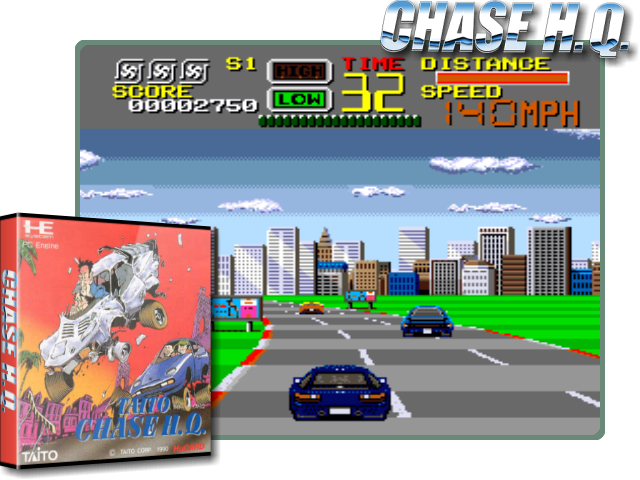 CHASE H.Q.
S1 HIGH TIME DISTANCE
SCORE LOW 32 SPEED
00002750 140MPH
HE
PC Engine
CHASE H.Q.
TAITO
CHASE H.Q.
TAITO
© TAITO CORP. 1990